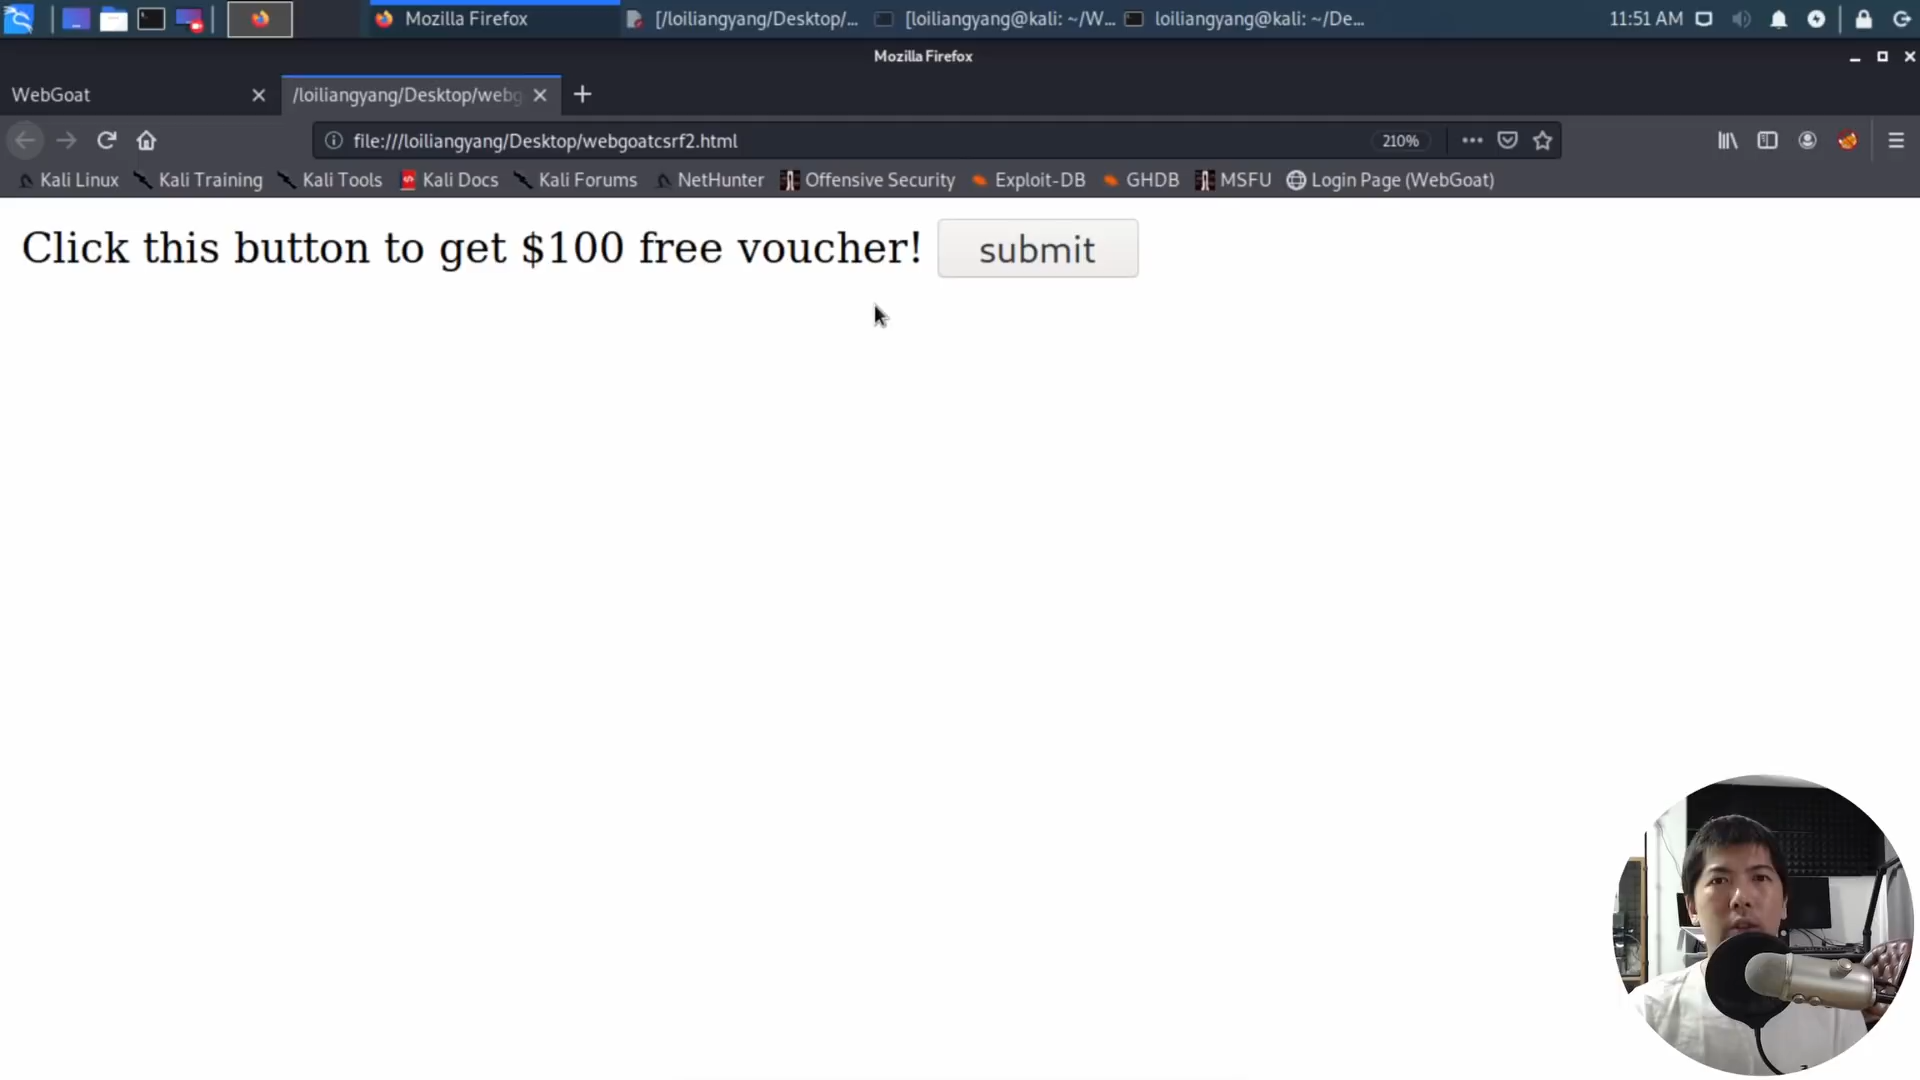 Mozilla Firefox
[/loiliangyang/Desktop/...
[loiliangyang@kali: ~/W...
loiliangyang@kali: ~/De...
11:51 AM
Mozilla Firefox
WebGoat
/loiliangyang/Desktop/webg
file:///loiliangyang/Desktop/webgoatcsrf2.html
210%
Kali Linux
Kali Training
Kali Tools
Kali Docs
Kali Forums
NetHunter
Offensive Security
Exploit-DB
GHDB
MSFU
Login Page (WebGoat)
Click this button to get $100 free voucher!
submit